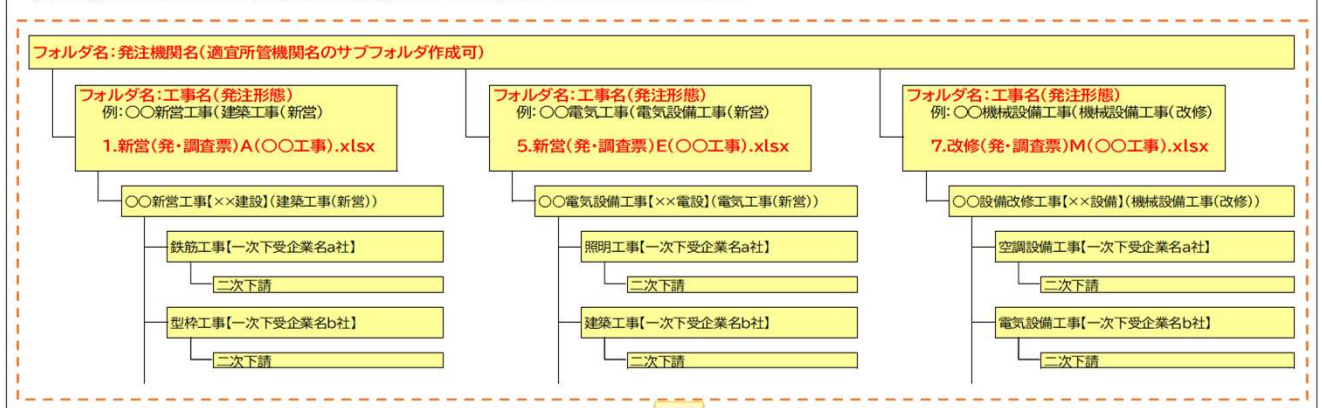 フォルダ名:発注機関名(適宜所管機関名のサブフォルダ作成可)
フォルダ名:工事名(発注形態)
例:〇〇新営工事(建築工事(新営)
1.新営(発・調査票)A(〇〇工事).xlsx
〇〇新営工事【××建設】(建築工事(新営))
鉄筋工事【一次下受企業名a社】
二次下請
型枠工事【一次下受企業名b社】
二次下請
フォルダ名:工事名(発注形態)
例:〇〇電気工事(電気設備工事(新営)
5.新営(発・調査票)E(〇〇工事).xlsx
〇〇電気設備工事【××電設】(電気工事(新営))
照明工事【一次下受企業名a社】
二次下請
建築工事【一次下受企業名b社】
二次下請
フォルダ名:工事名(発注形態)
例:〇〇機械設備工事(機械設備工事(改修)
7.改修(発・調査票)M(〇〇工事).xlsx
〇〇設備改修工事【××設備】(機械設備工事(改修))
空調設備工事【一次下受企業名a社】
二次下請
電気設備工事【一次下受企業名b社】
二次下請